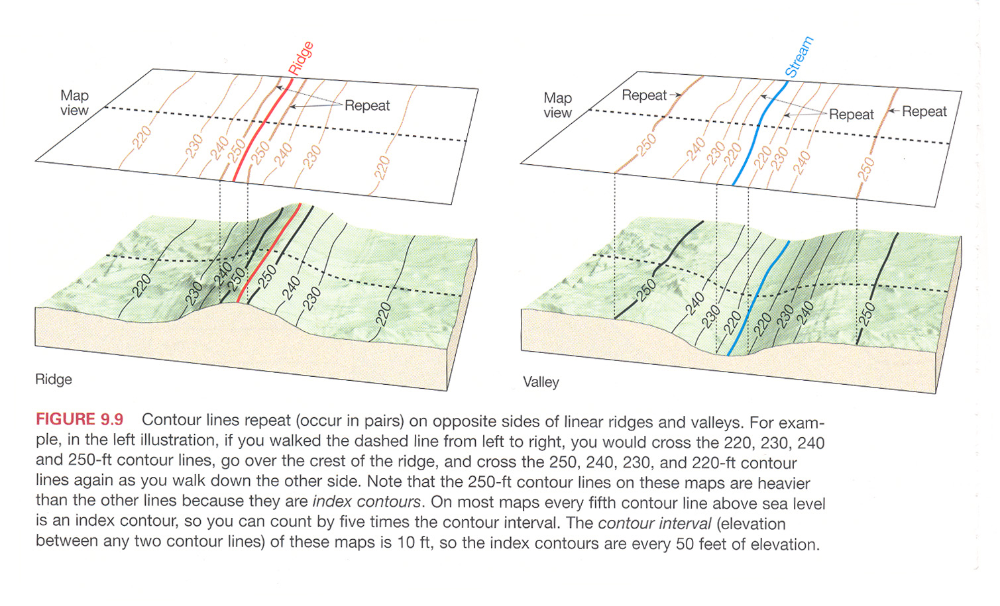 Ridge
Map
view
Repeat
220
230
240
250
250
240
230
220
220
230
240
250
250
240
230
220
Ridge
Stream
Map
view
Repeat
Repeat
Repeat
250
240
230
220
220
230
240
250
250
240
230
220
220
230
240
250
Valley
FIGURE 9.9 Contour lines repeat (occur in pairs) on opposite sides of linear ridges and valleys. For exam-
ple, in the left illustration, if you walked the dashed line from left to right, you would cross the 220, 230, 240
and 250-ft contour lines, go over the crest of the ridge, and cross the 250, 240, 230, and 220-ft contour
lines again as you walk down the other side. Note that the 250-ft contour lines on these maps are heavier
than the other lines because they are index contours. On most maps every fifth contour line above sea level
is an index contour, so you can count by five times the contour interval. The contour interval (elevation
between any two contour lines) of these maps is 10 ft, so the index contours are every 50 feet of elevation.